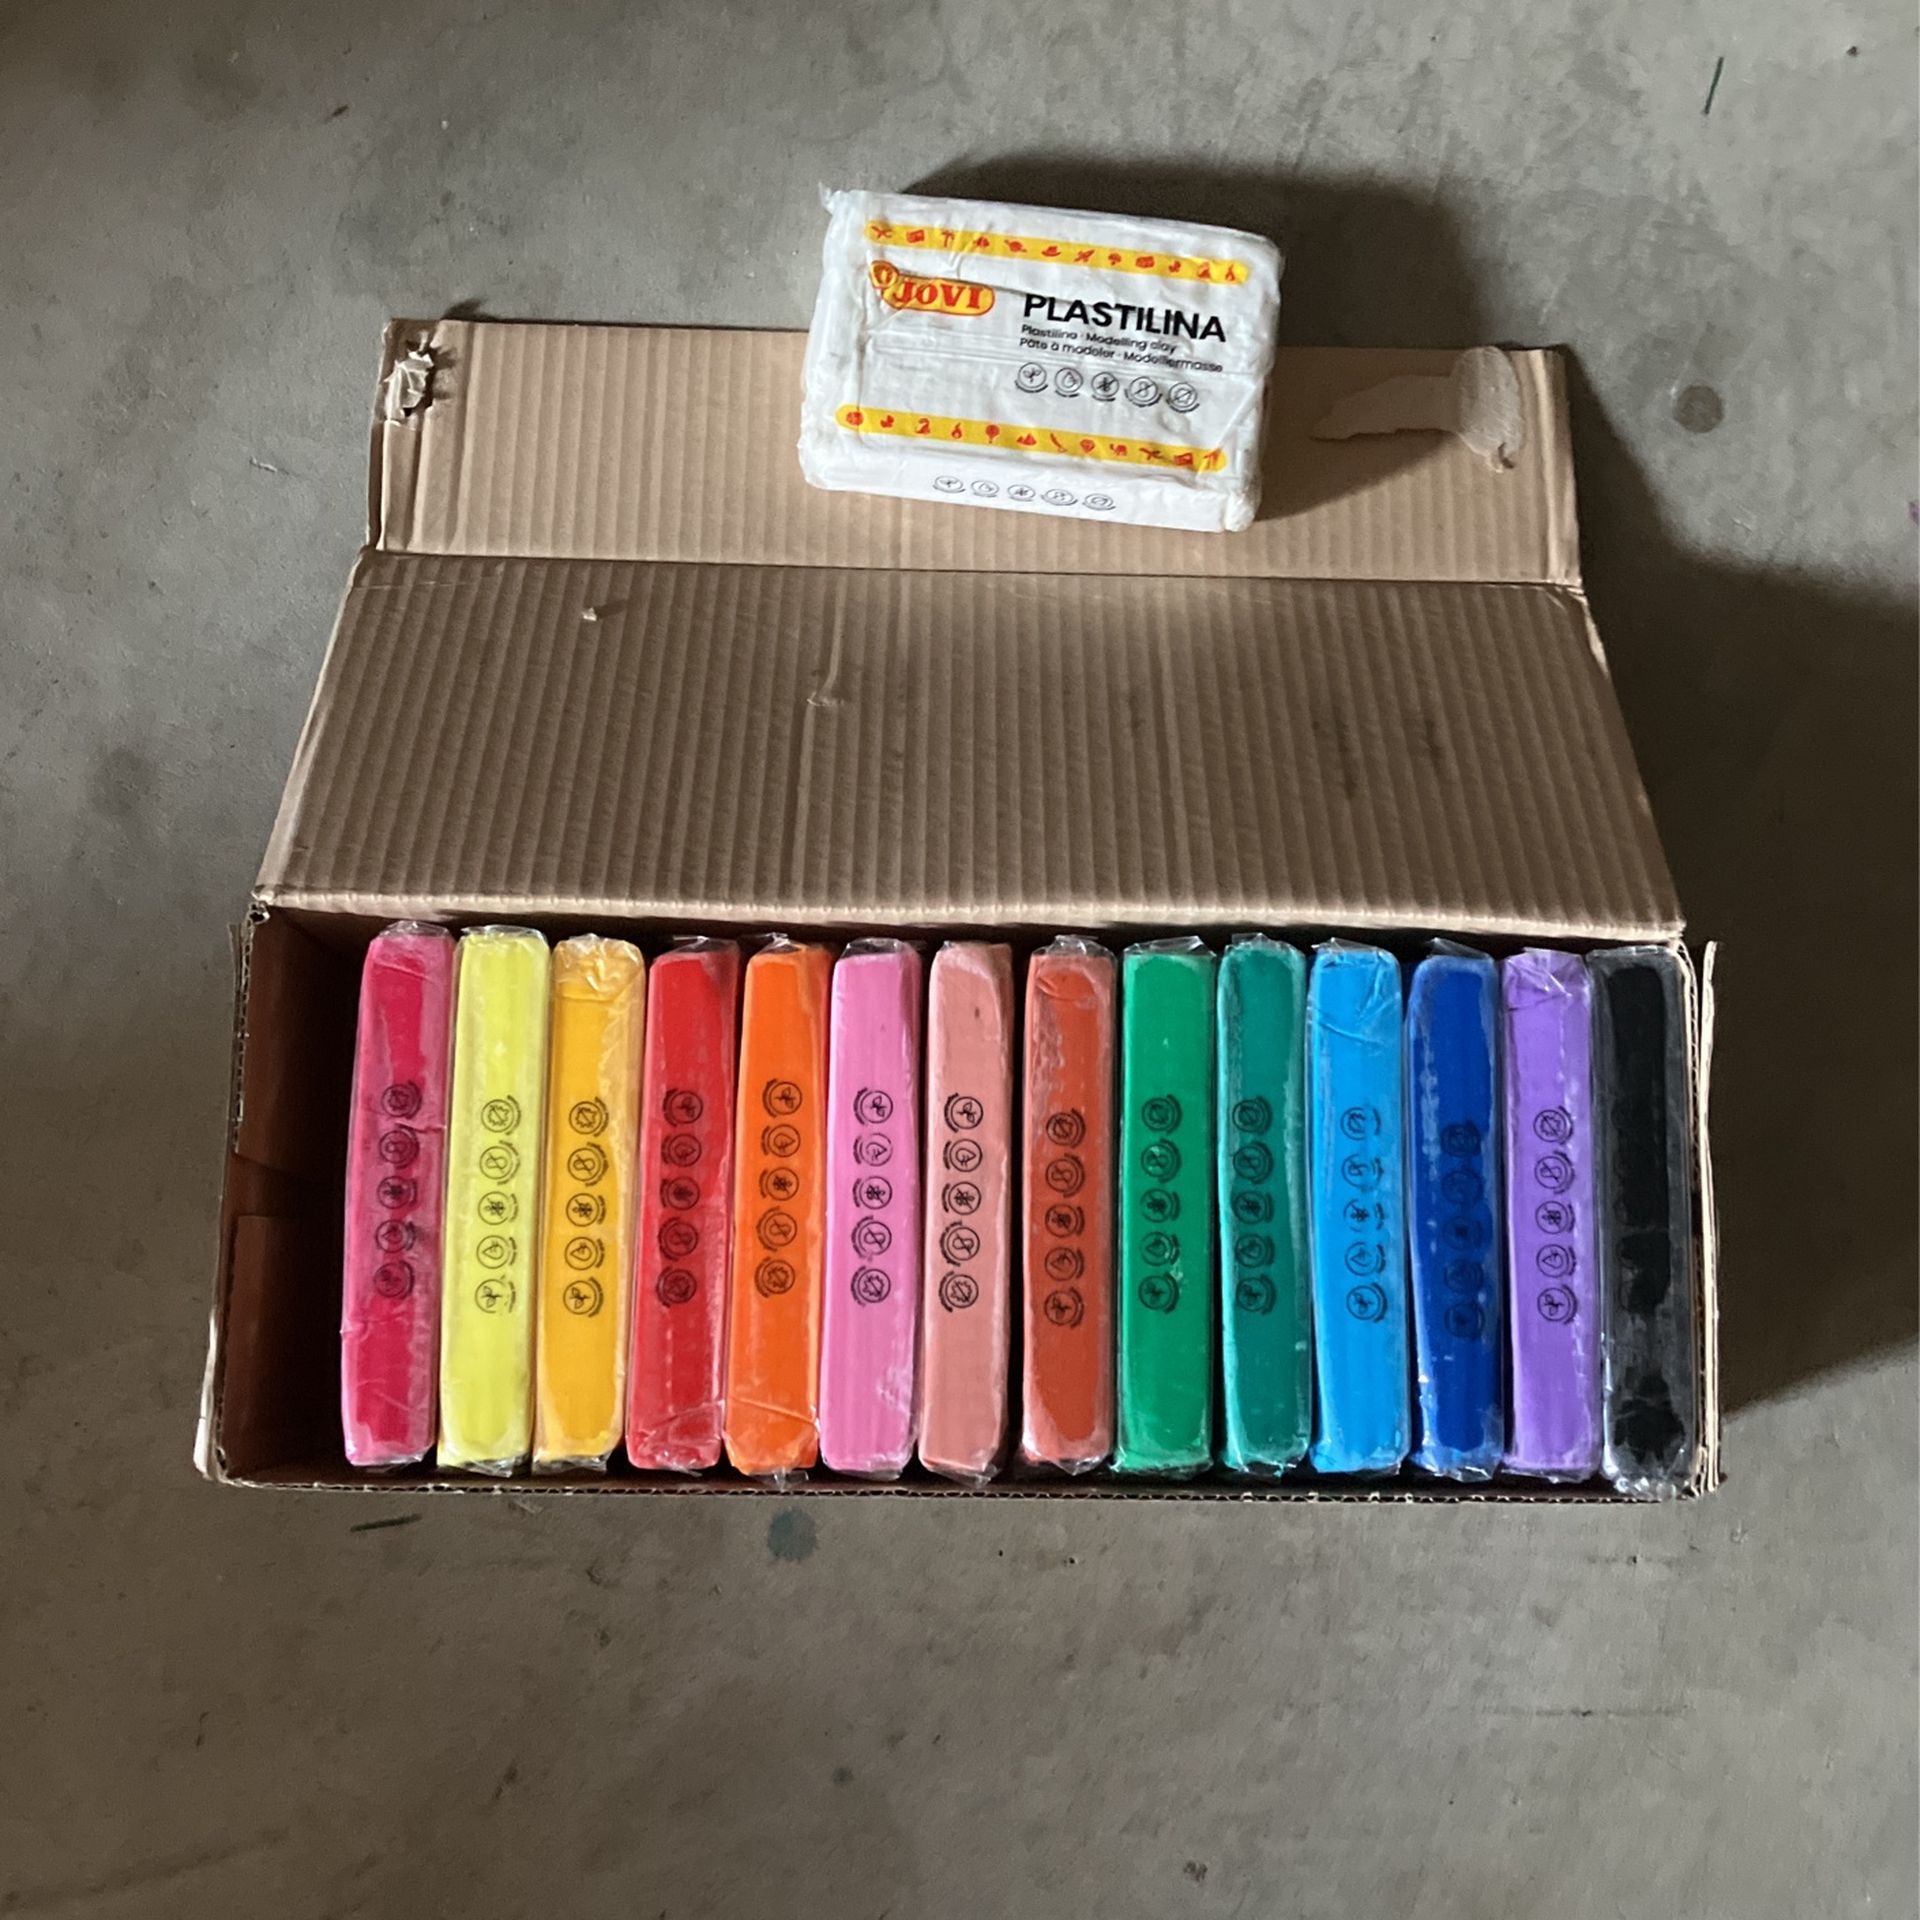 JOVI
PLASTILINA
Plastilina · Modelling clay
Pâte à modeler · Modelliermasse